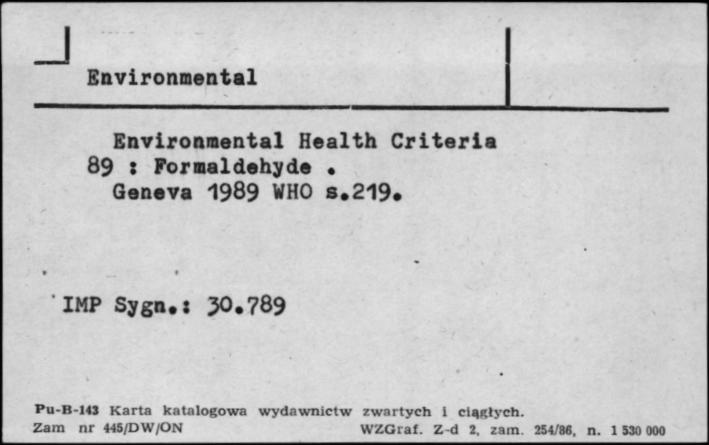 Environmental
Environmental Health Criteria
89 : Formaldehyde .
Geneva 1989 WHO s.219.
IMP Sygn.: 30.789
Pu-B-143 Karta katalogowa wydawnictw zwartych i ciągłych.
Zam nr 445/DW/ON WZGraf. Z-d 2, zam. 254/86, n. 1 530 000